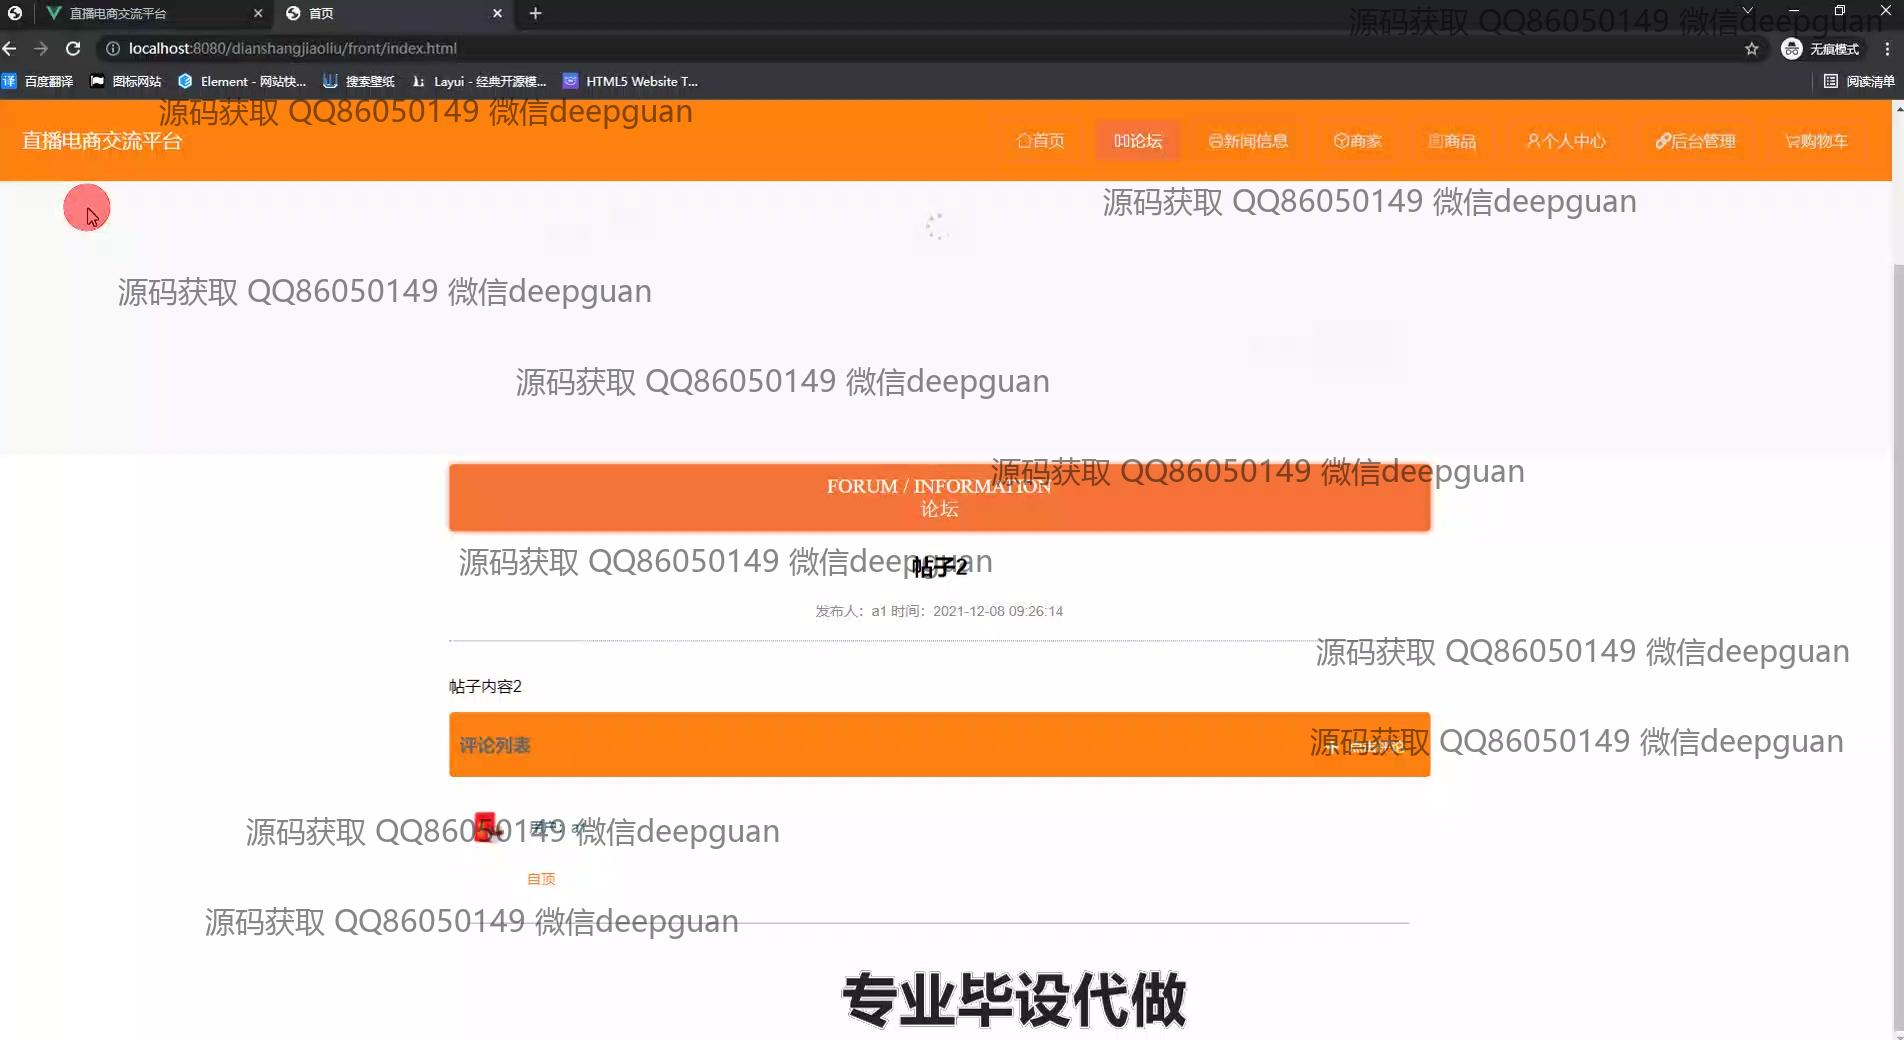 直播电商交流平台
首页
源码获取 QQ86050149 微信deepguan
localhost:8080/dianshangjiaoliu/front/index.html
无痕模式
百度翻译
图标网站
Element - 网站快...
搜索壁纸
Layui - 经典开源模...
HTML5 Website T...
阅读清单
源码获取 QQ86050149 微信deepguan
直播电商交流平台
首页
论坛
新闻信息
商家
商品
个人中心
后台管理
购物车
源码获取 QQ86050149 微信deepguan
源码获取 QQ86050149 微信deepguan
源码获取 QQ86050149 微信deepguan
源码获取 QQ86050149 微信deepguan
FORUM / INFORMATION
论坛
源码获取 QQ86050149 微信deepguan
帖子2
发布人：a1 时间：2021-12-08 09:26:14
源码获取 QQ86050149 微信deepguan
帖子内容2
评论列表
源码获取 QQ86050149 微信deepguan
源码获取 QQ86050149 微信deepguan
自顶
源码获取 QQ86050149 微信deepguan
专业毕设代做